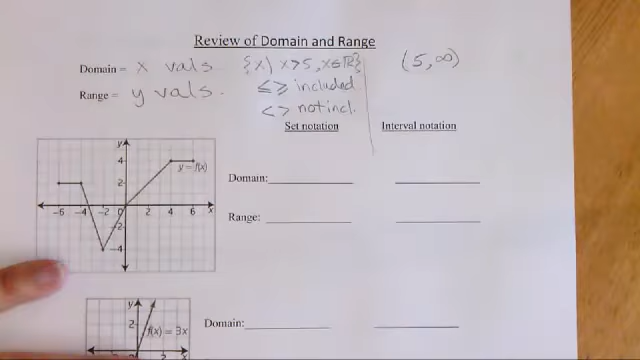 Review of Domain and Range
Domain = x vals {x| x>5, x∈ℝ} (5,∞)
Range = y vals. ≤ ≥ included
< > not incl.
Set notation Interval notation
y
4
y = f(x)
2
-6 -4 -2 0 2 4 6 x
-2
-4
Domain:
Range:
y
2
f(x) = 3x
Domain: